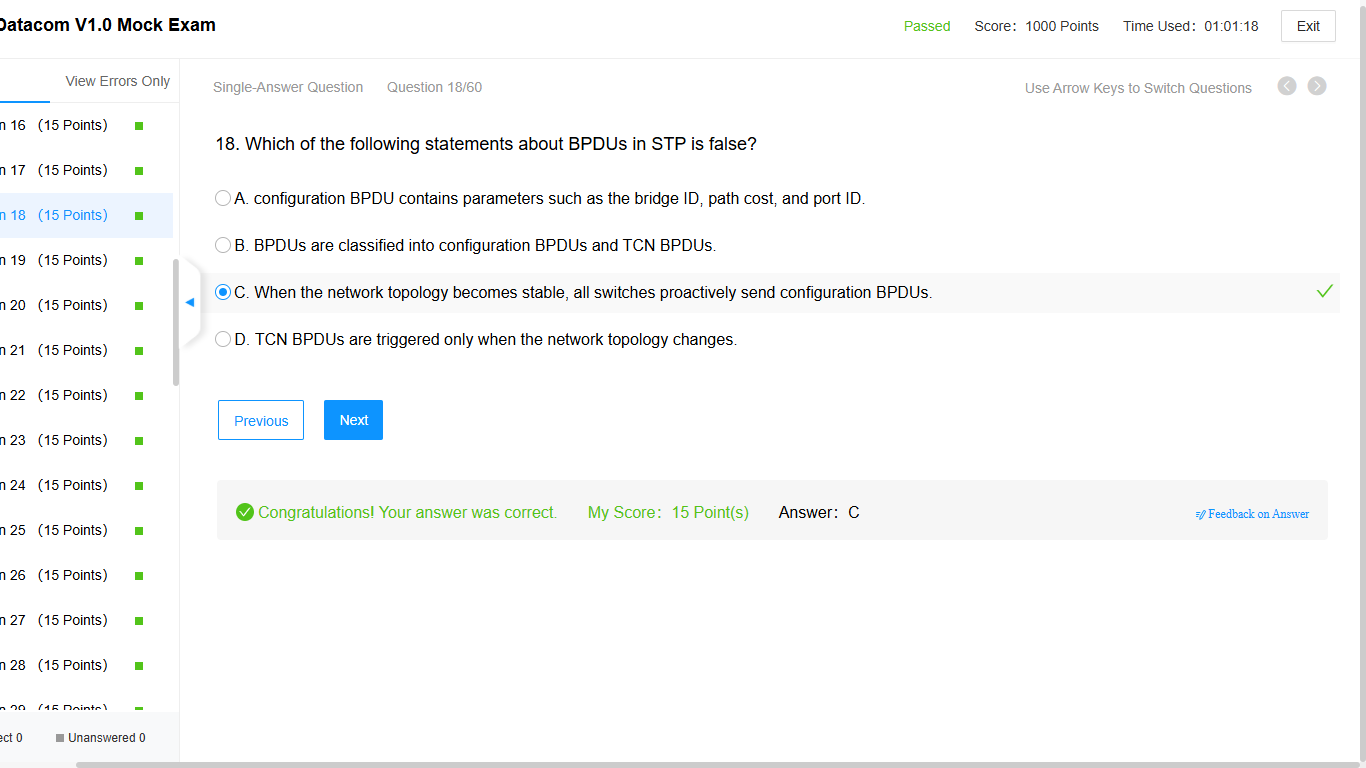 Datacom V1.0 Mock Exam
Passed Score: 1000 Points Time Used: 01:01:18 Exit
View Errors Only
Single-Answer Question Question 18/60 Use Arrow Keys to Switch Questions
n 16 (15 Points)
n 17 (15 Points)
n 18 (15 Points)
n 19 (15 Points)
n 20 (15 Points)
n 21 (15 Points)
n 22 (15 Points)
n 23 (15 Points)
n 24 (15 Points)
n 25 (15 Points)
n 26 (15 Points)
n 27 (15 Points)
n 28 (15 Points)
n 29 (15 Points)
ect 0 Unanswered 0
18. Which of the following statements about BPDUs in STP is false?
A. configuration BPDU contains parameters such as the bridge ID, path cost, and port ID.
B. BPDUs are classified into configuration BPDUs and TCN BPDUs.
C. When the network topology becomes stable, all switches proactively send configuration BPDUs.
D. TCN BPDUs are triggered only when the network topology changes.
Previous Next
Congratulations! Your answer was correct. My Score: 15 Point(s) Answer: C Feedback on Answer